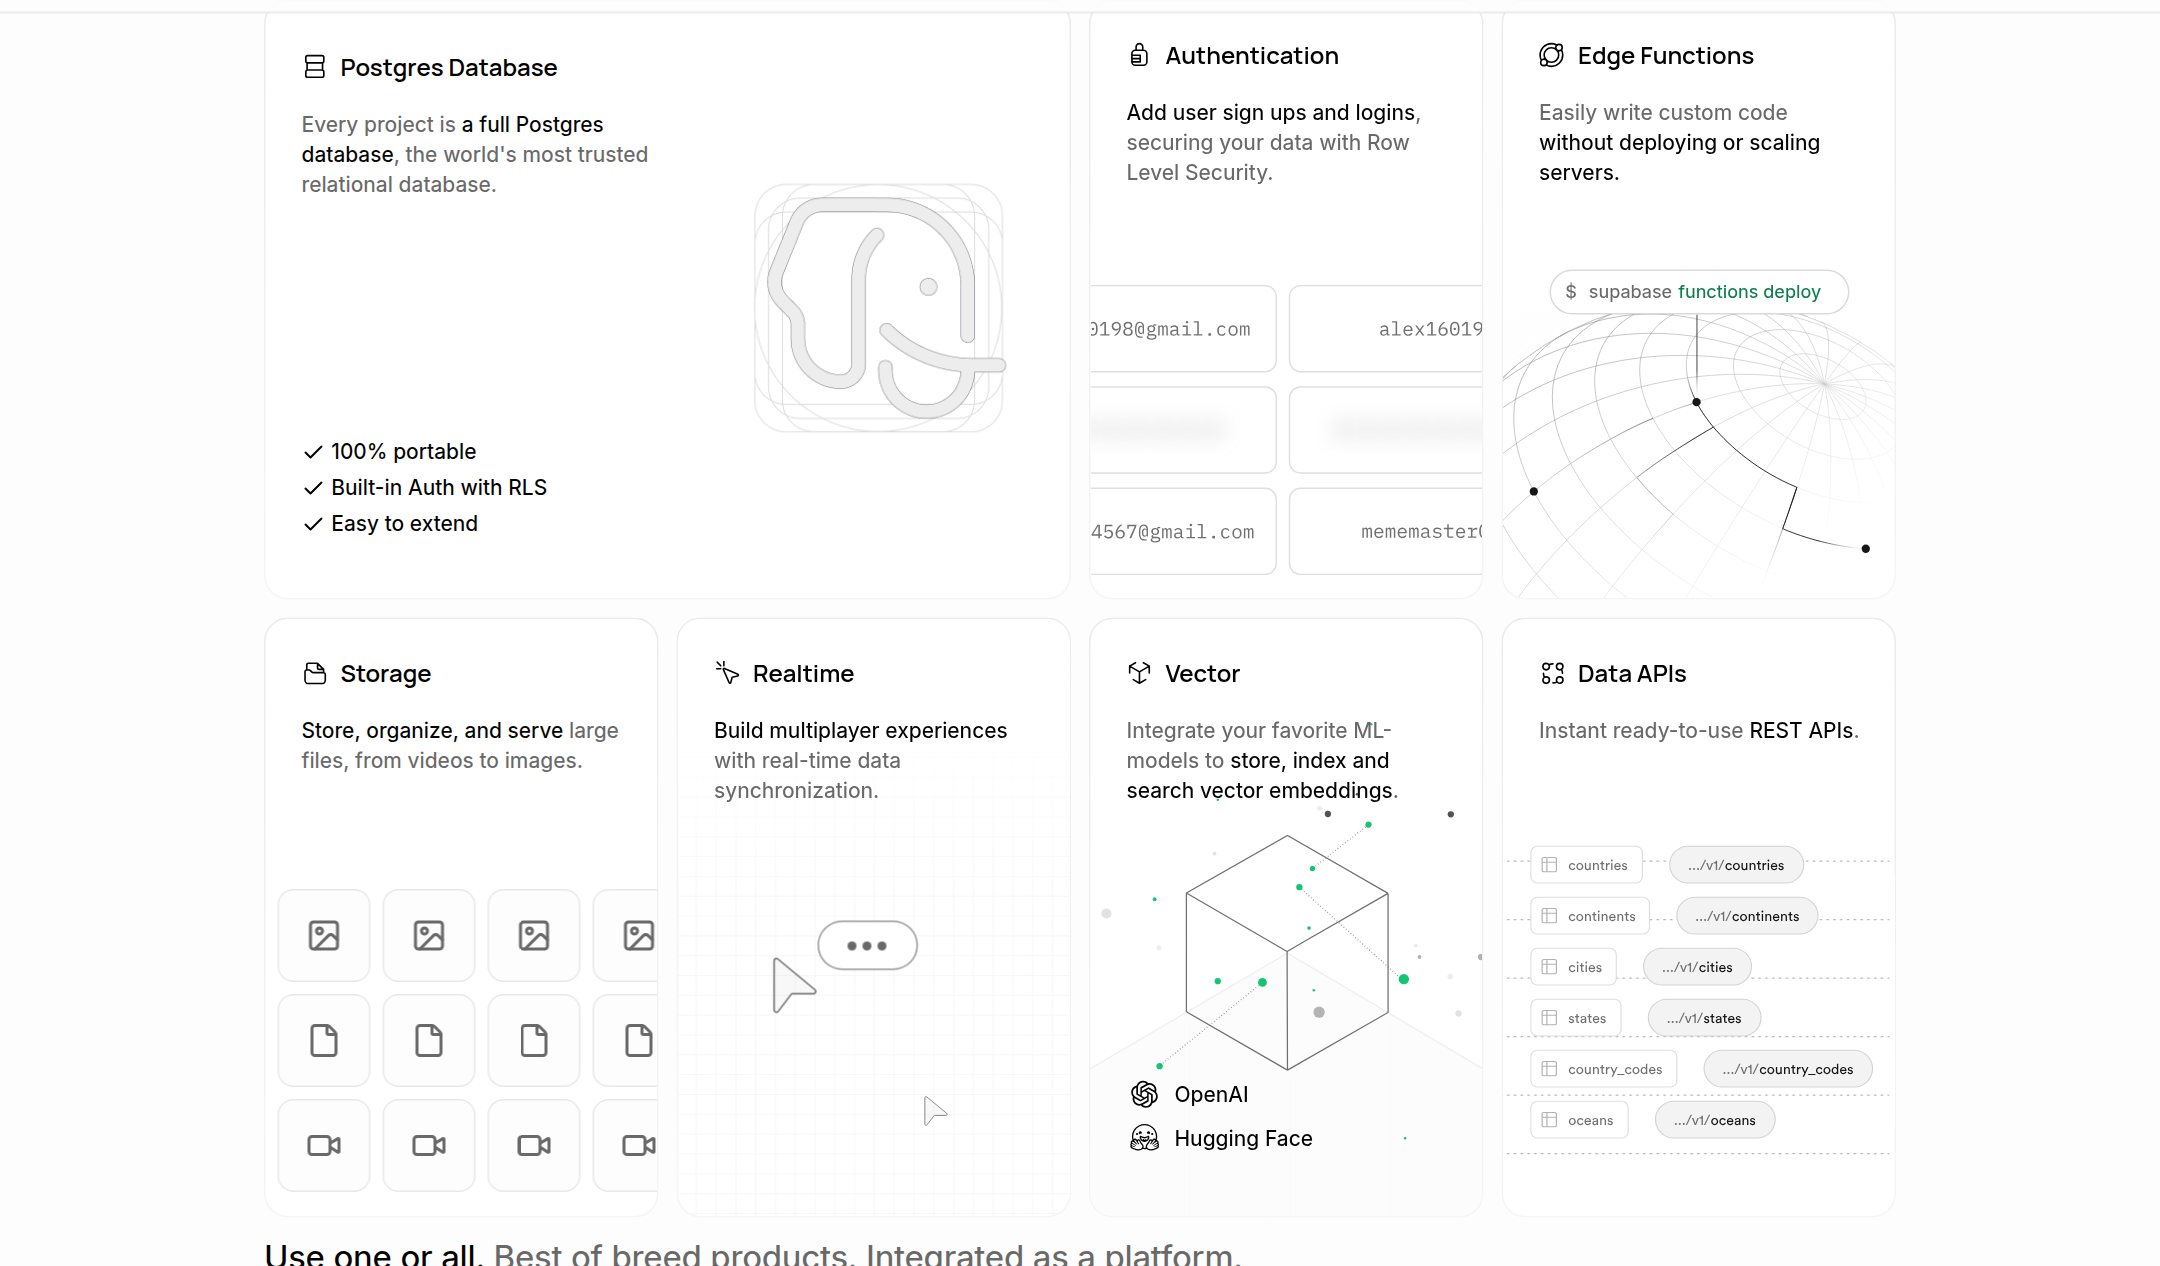 Postgres Database
Every project is a full Postgres
database, the world's most trusted
relational database.
✓ 100% portable
✓ Built-in Auth with RLS
✓ Easy to extend
Authentication
Add user sign ups and logins,
securing your data with Row
Level Security.
0198@gmail.com
alex16019
4567@gmail.com
mememaster0
Edge Functions
Easily write custom code
without deploying or scaling
servers.
$ supabase functions deploy
Storage
Store, organize, and serve large
files, from videos to images.
Realtime
Build multiplayer experiences
with real-time data
synchronization.
Vector
Integrate your favorite ML-
models to store, index and
search vector embeddings.
OpenAI
Hugging Face
Data APIs
Instant ready-to-use REST APIs.
countries .../v1/countries
continents .../v1/continents
cities .../v1/cities
states .../v1/states
country_codes .../v1/country_codes
oceans .../v1/oceans
Use one or all. Best of breed products. Integrated as a platform.